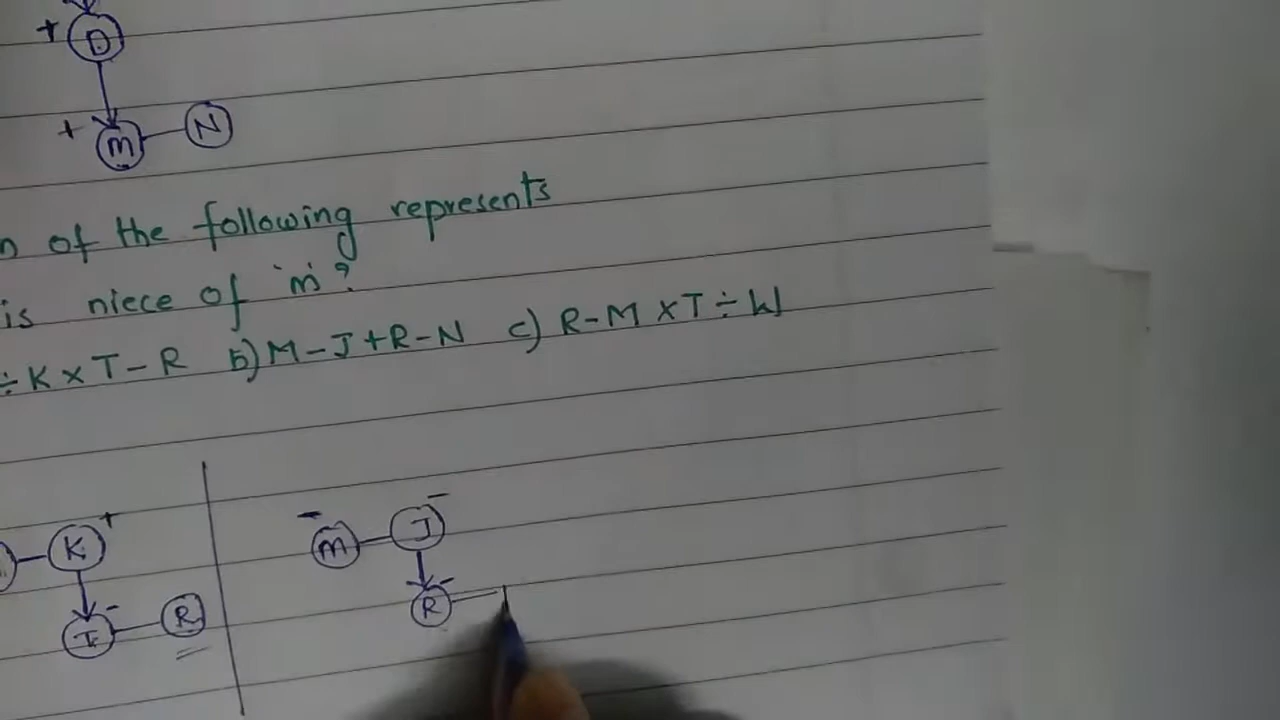 + D
+ M N
n of the following represents
is niece of 'm'?
÷ K × T - R b) M - J + R - N c) R - M × T ÷ W
K + M - J -
I - R R -